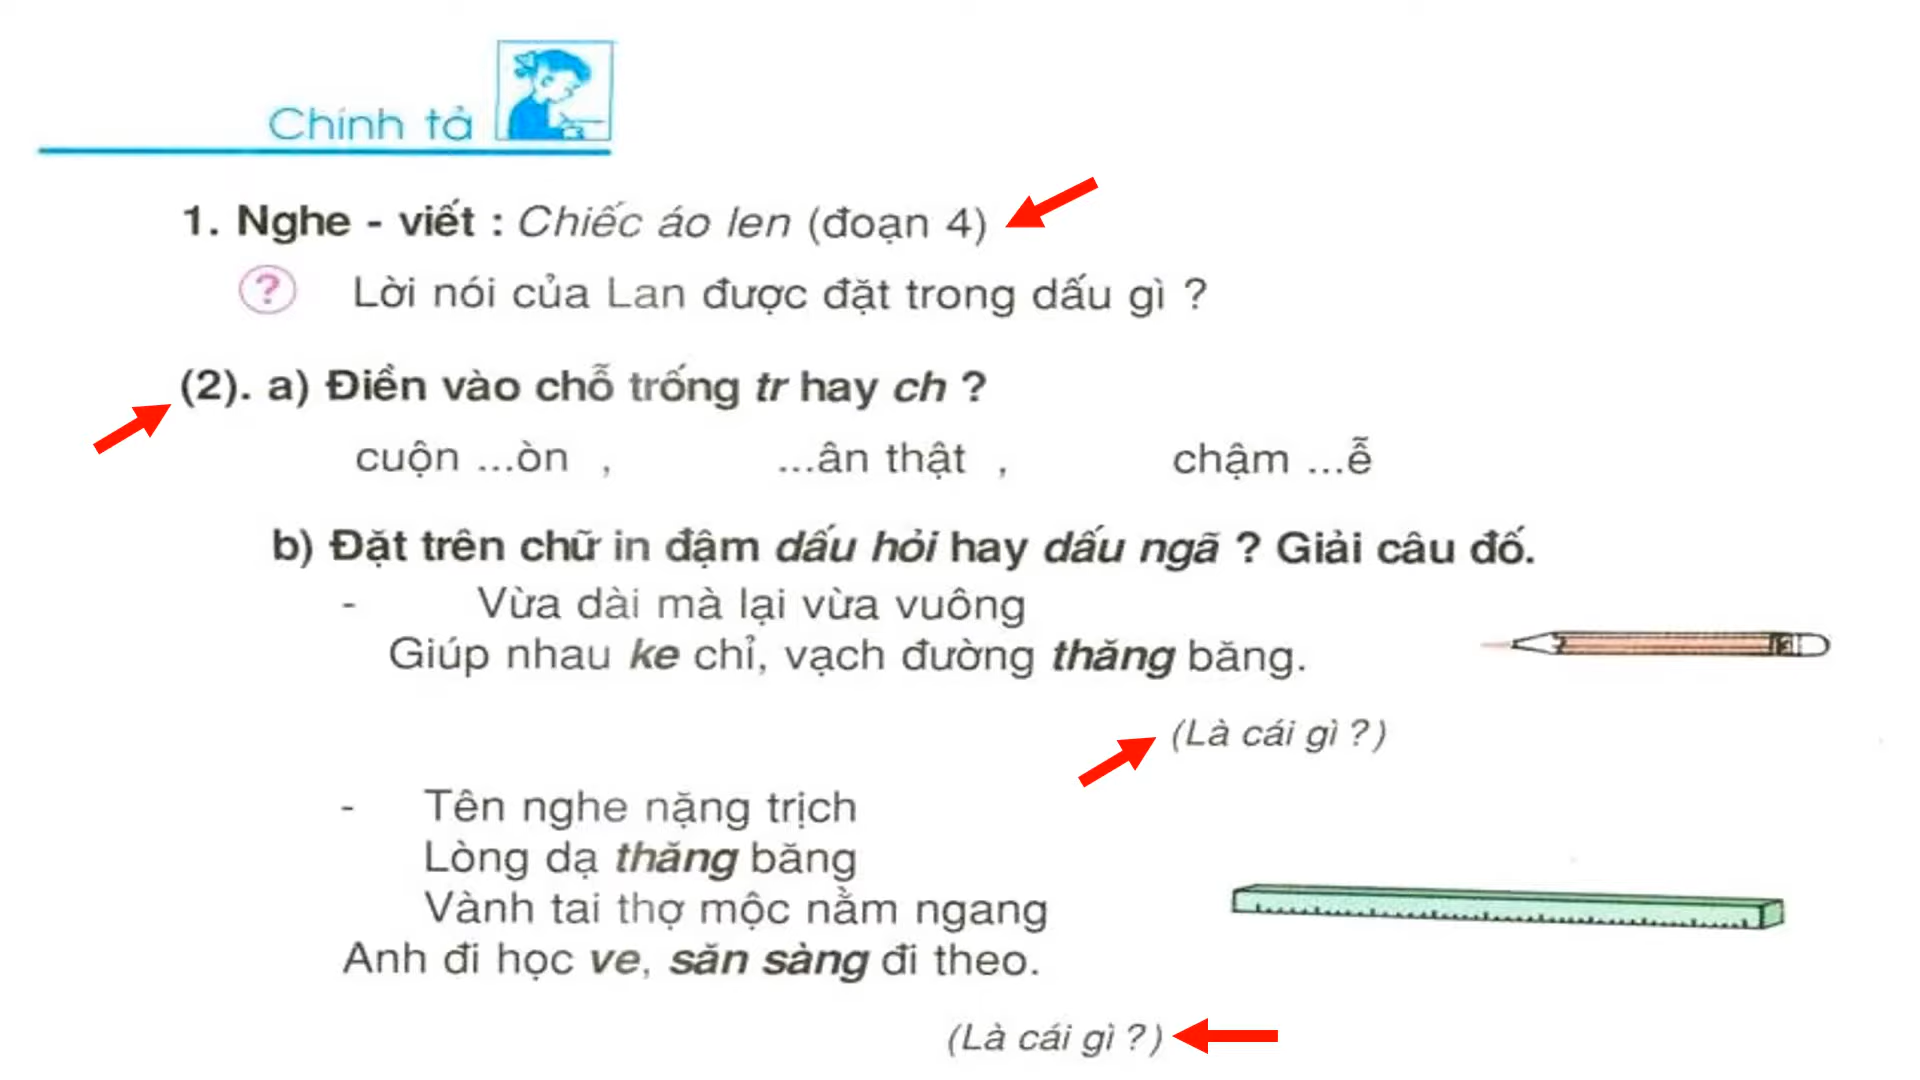 Chính tả
1. Nghe - viết : Chiếc áo len (đoạn 4)
? Lời nói của Lan được đặt trong dấu gì ?
(2). a) Điền vào chỗ trống tr hay ch ?
cuộn ...òn , ...ân thật , chậm ...ễ
b) Đặt trên chữ in đậm dấu hỏi hay dấu ngã ? Giải câu đố.
- Vừa dài mà lại vừa vuông
Giúp nhau ke chỉ, vạch đường thăng băng.
(Là cái gì ?)
- Tên nghe nặng trịch
Lòng dạ thăng băng
Vành tai thợ mộc nằm ngang
Anh đi học ve, săn sàng đi theo.
(Là cái gì ?)